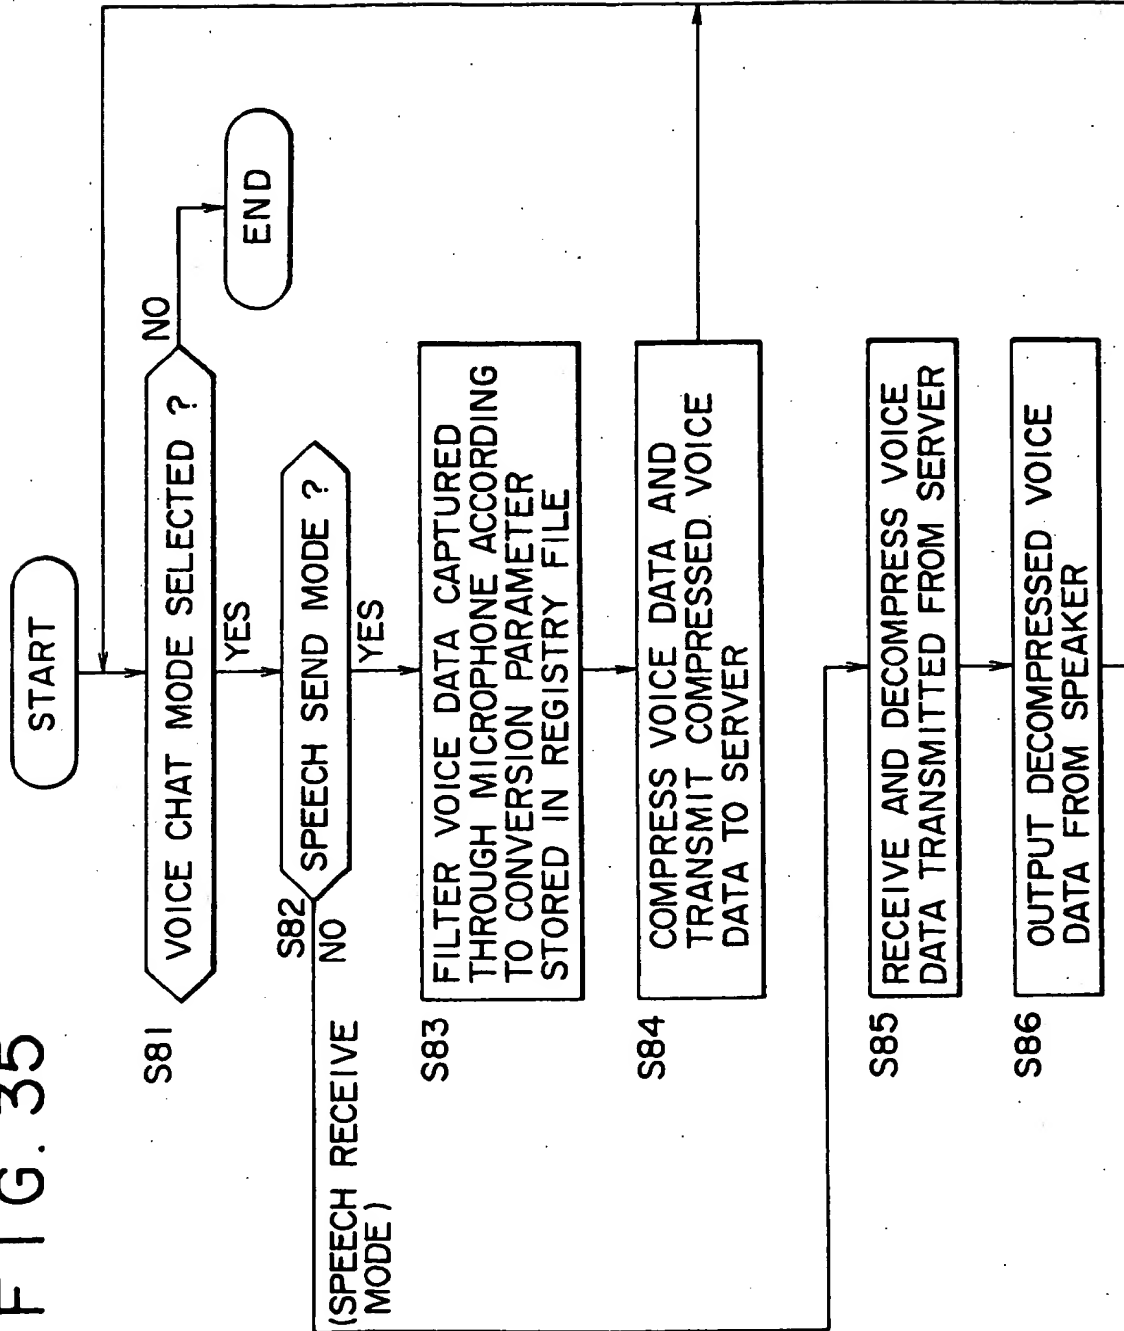 FIG. 35
START
S81
VOICE CHAT MODE SELECTED ?
NO
END
YES
S82
SPEECH SEND MODE ?
NO
(SPEECH RECEIVE
MODE)
YES
S83
FILTER VOICE DATA CAPTURED
THROUGH MICROPHONE ACCORDING
TO CONVERSION PARAMETER
STORED IN REGISTRY FILE
S84
COMPRESS VOICE DATA AND
TRANSMIT COMPRESSED VOICE
DATA TO SERVER
S85
RECEIVE AND DECOMPRESS VOICE
DATA TRANSMITTED FROM SERVER
S86
OUTPUT DECOMPRESSED VOICE
DATA FROM SPEAKER